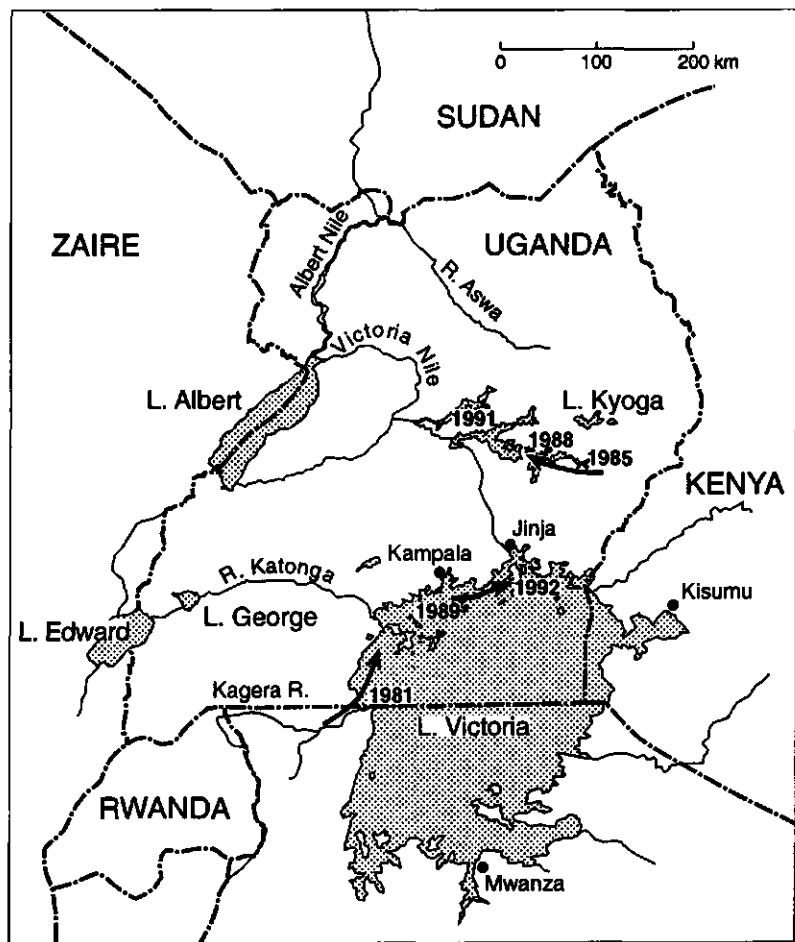 0 100 200 km
SUDAN
ZAIRE
UGANDA
Albert Nile
R. Aswa
Victoria Nile
L. Albert
L. Kyoga
1991
1988
1985
KENYA
Jinja
Kampala
R. Katonga
1992
1989
Kisumu
L. George
L. Edward
Kagera R.
1981
L. Victoria
RWANDA
Mwanza